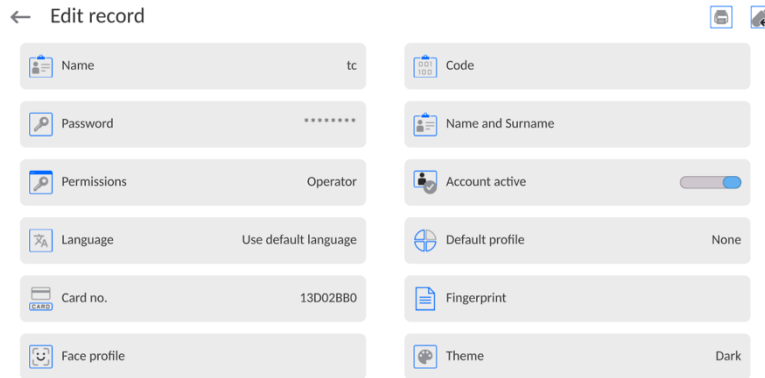 Edit record
Name tc
Code
Password ********
Name and Surname
Permissions Operator
Account active
Language Use default language
Default profile None
CARD
Card no. 13D02BB0
Fingerprint
Face profile
Theme Dark